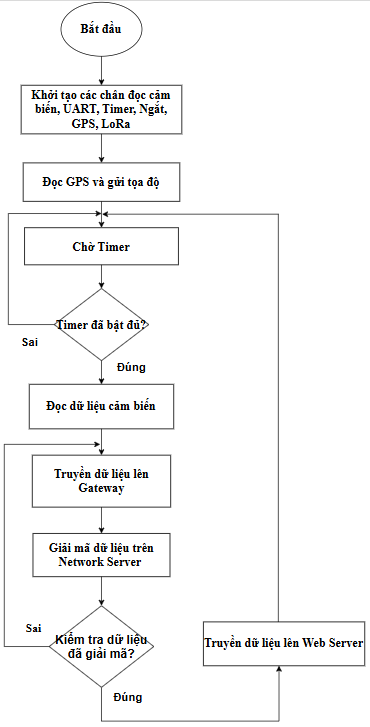 Bắt đầu
Khởi tạo các chân đọc cảm
biến, UART, Timer, Ngắt,
GPS, LoRa
Đọc GPS và gửi tọa độ
Chờ Timer
Timer đã bật đủ?
Sai
Đúng
Đọc dữ liệu cảm biến
Truyền dữ liệu lên
Gateway
Giải mã dữ liệu trên
Network Server
Sai
Kiểm tra dữ liệu
đã giải mã?
Đúng
Truyền dữ liệu lên Web Server